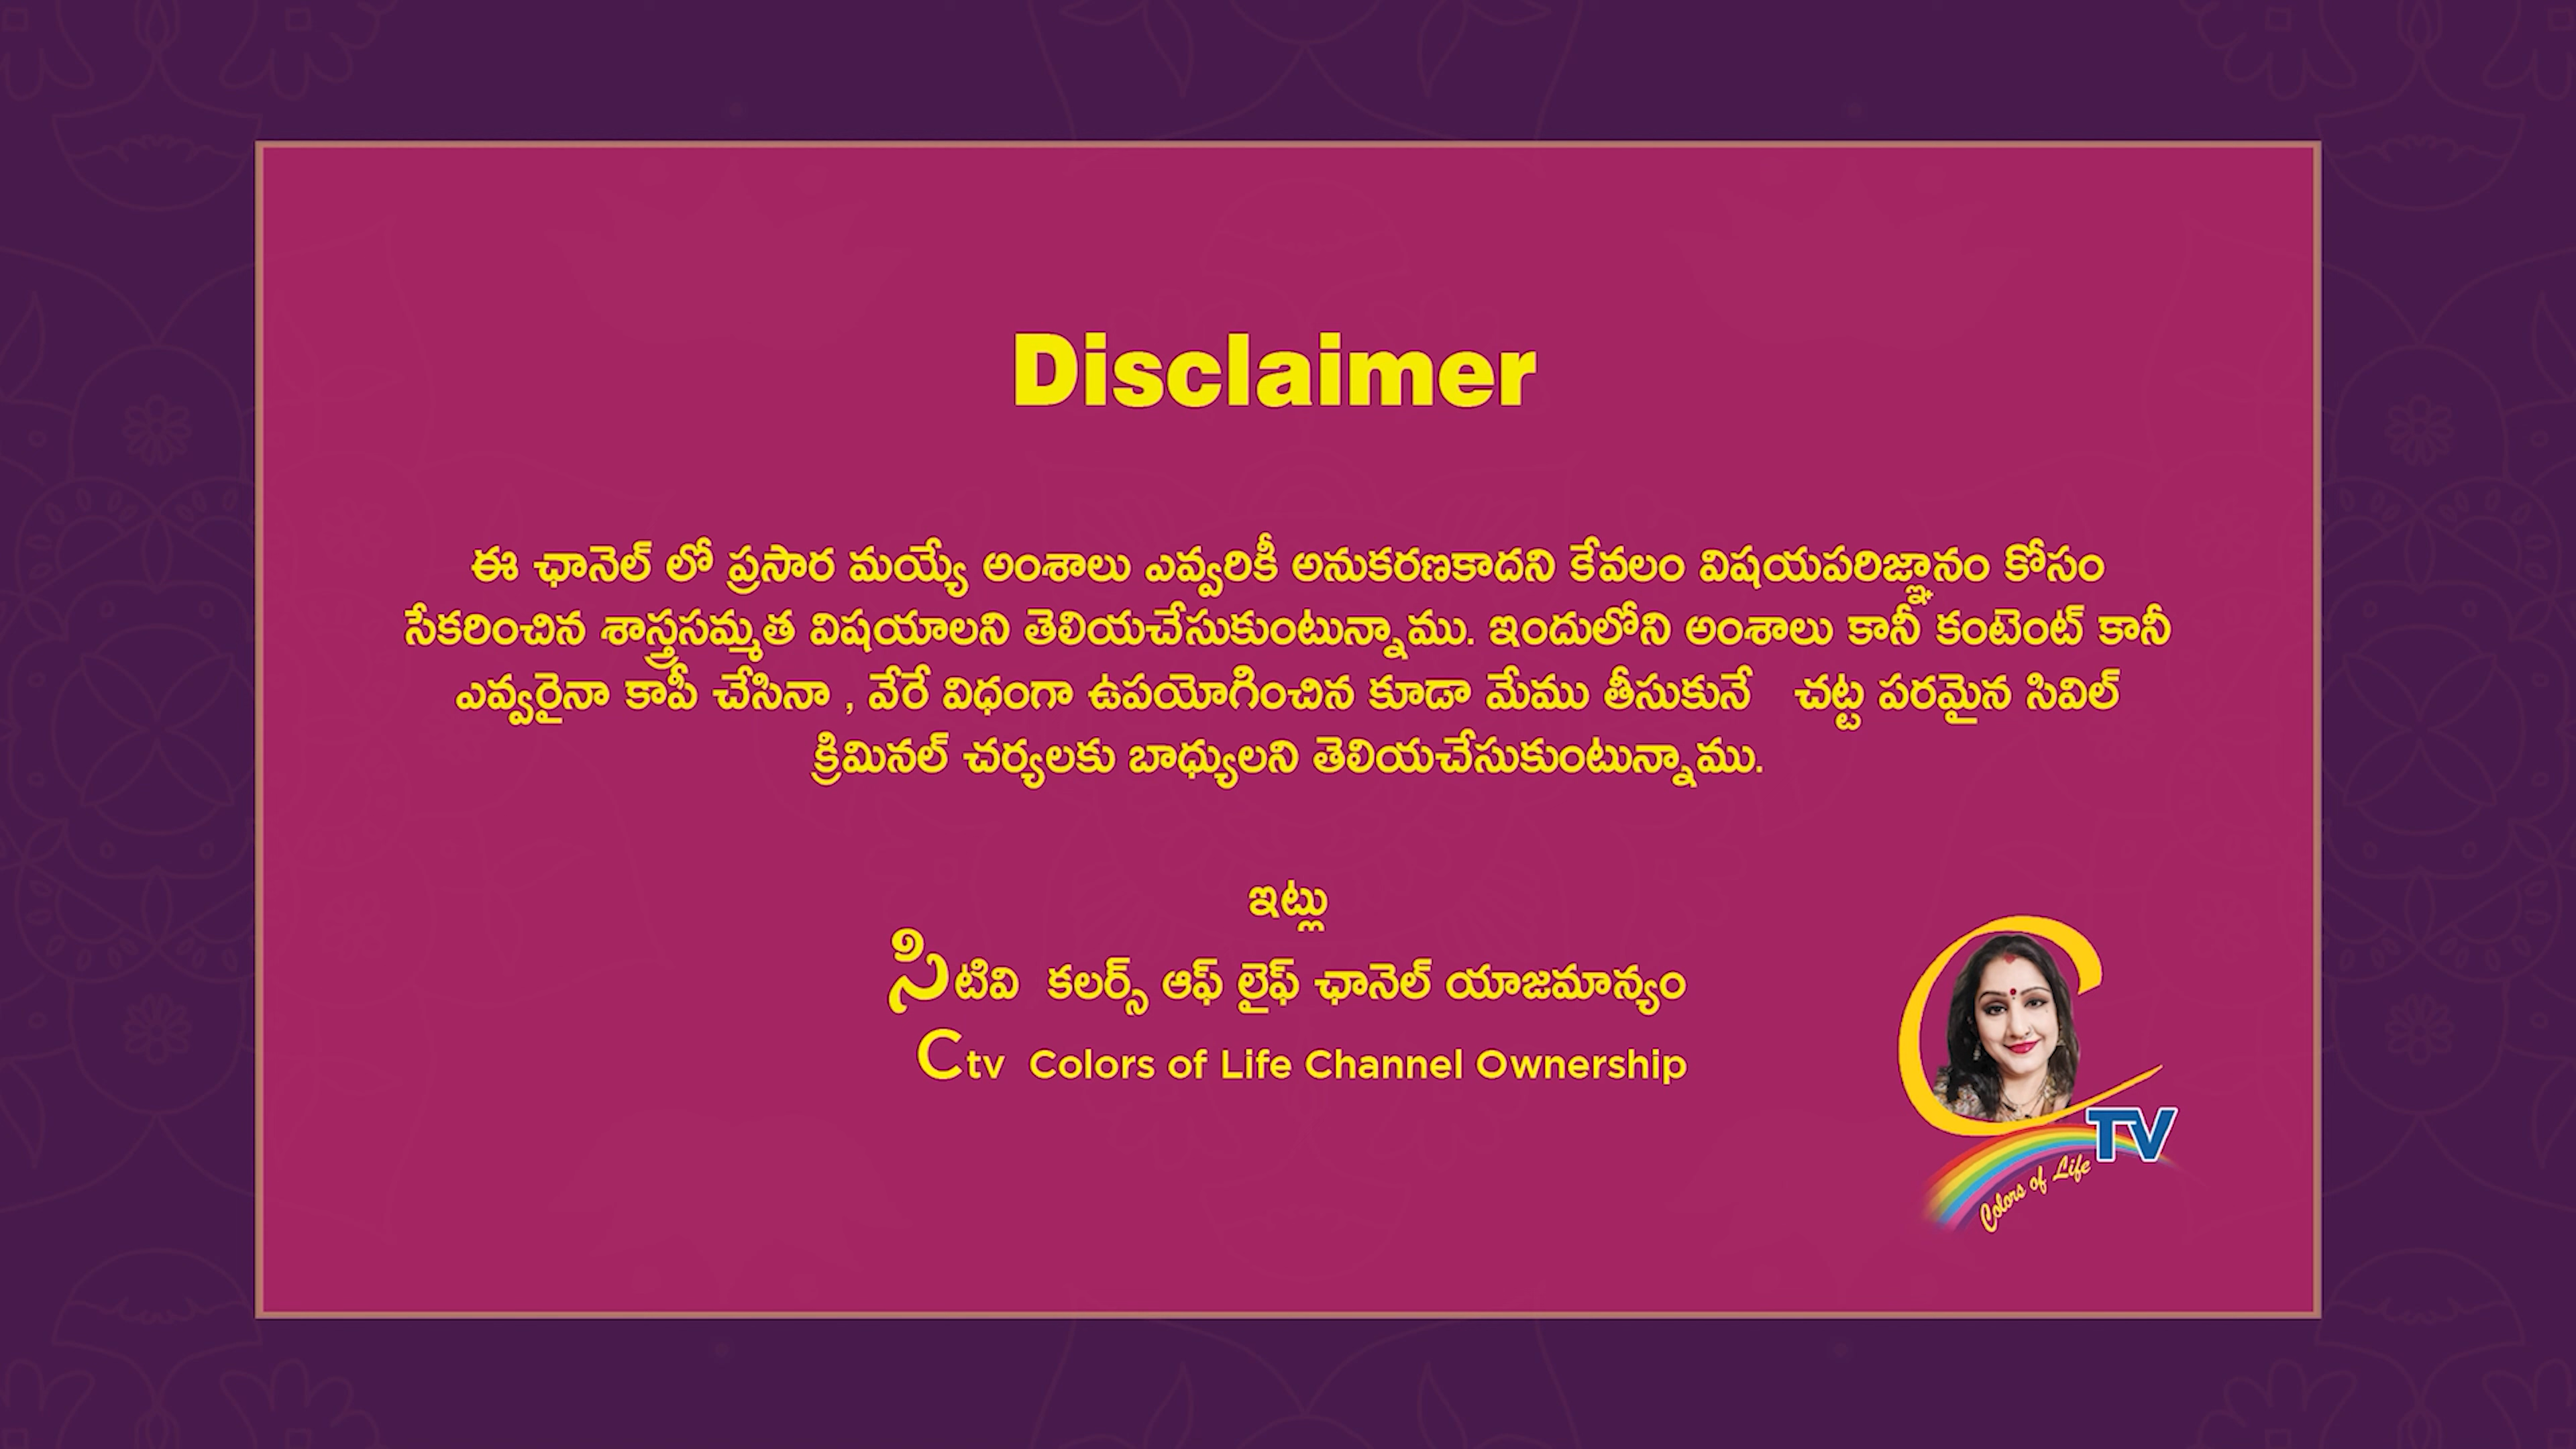 Disclaimer
ఈ ఛానెల్ లో ప్రసార మయ్యే అంశాలు ఎవ్వరికీ అనుకరణకాదని కేవలం విషయపరిజ్ఞానం కోసం
సేకరించిన శాస్త్రసమ్మత విషయాలని తెలియచేసుకుంటున్నాము. ఇందులోని అంశాలు కానీ కంటెంట్ కానీ
ఎవ్వరైనా కాపీ చేసినా , వేరే విధంగా ఉపయోగించిన కూడా మేము తీసుకునే చట్ట పరమైన సివిల్
క్రిమినల్ చర్యలకు బాధ్యులని తెలియచేసుకుంటున్నాము.
ఇట్లు
సిటివి కలర్స్ ఆఫ్ లైఫ్ ఛానెల్ యాజమాన్యం
Ctv Colors of Life Channel Ownership
C TV
Colors of Life